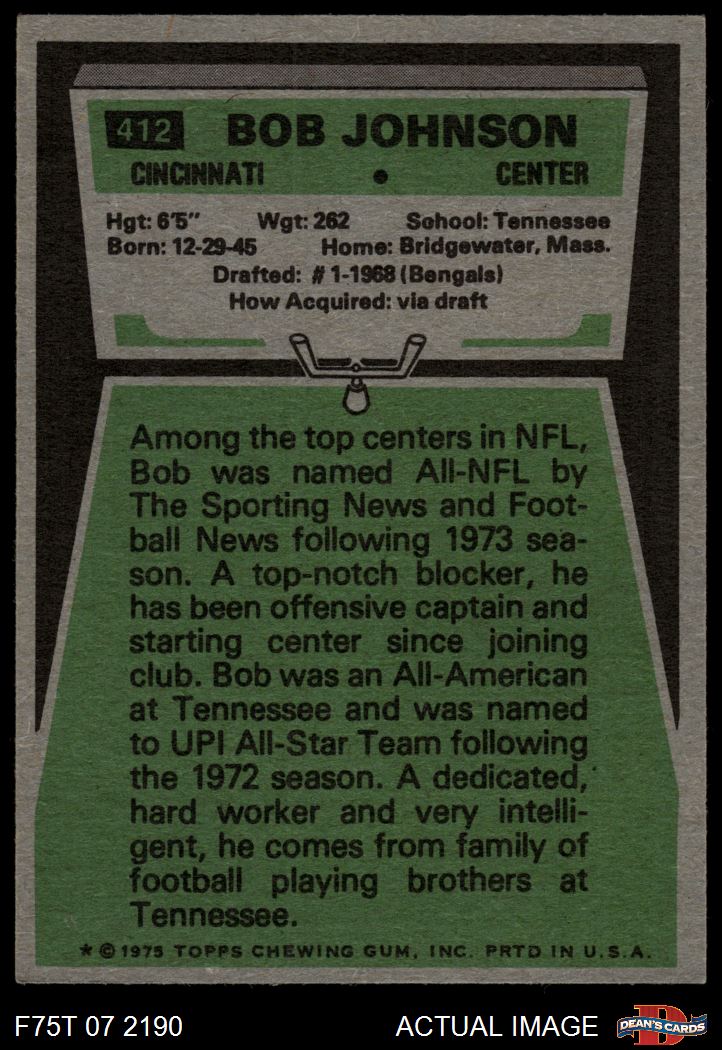 412 BOB JOHNSON
CINCINNATI • CENTER
Hgt: 6'5" Wgt: 262 School: Tennessee
Born: 12-29-45 Home: Bridgewater, Mass.
Drafted: #1-1968 (Bengals)
How Acquired: via draft
Among the top centers in NFL,
Bob was named All-NFL by
The Sporting News and Foot-
ball News following 1973 sea-
son. A top-notch blocker, he
has been offensive captain and
starting center since joining
club. Bob was an All-American
at Tennessee and was named
to UPI All-Star Team following
the 1972 season. A dedicated,
hard worker and very intelli-
gent, he comes from family of
football playing brothers at
Tennessee.
* © 1975 TOPPS CHEWING GUM, INC. PRTD IN U.S.A.
F75T 07 2190 ACTUAL IMAGE D DEAN'S CARDS